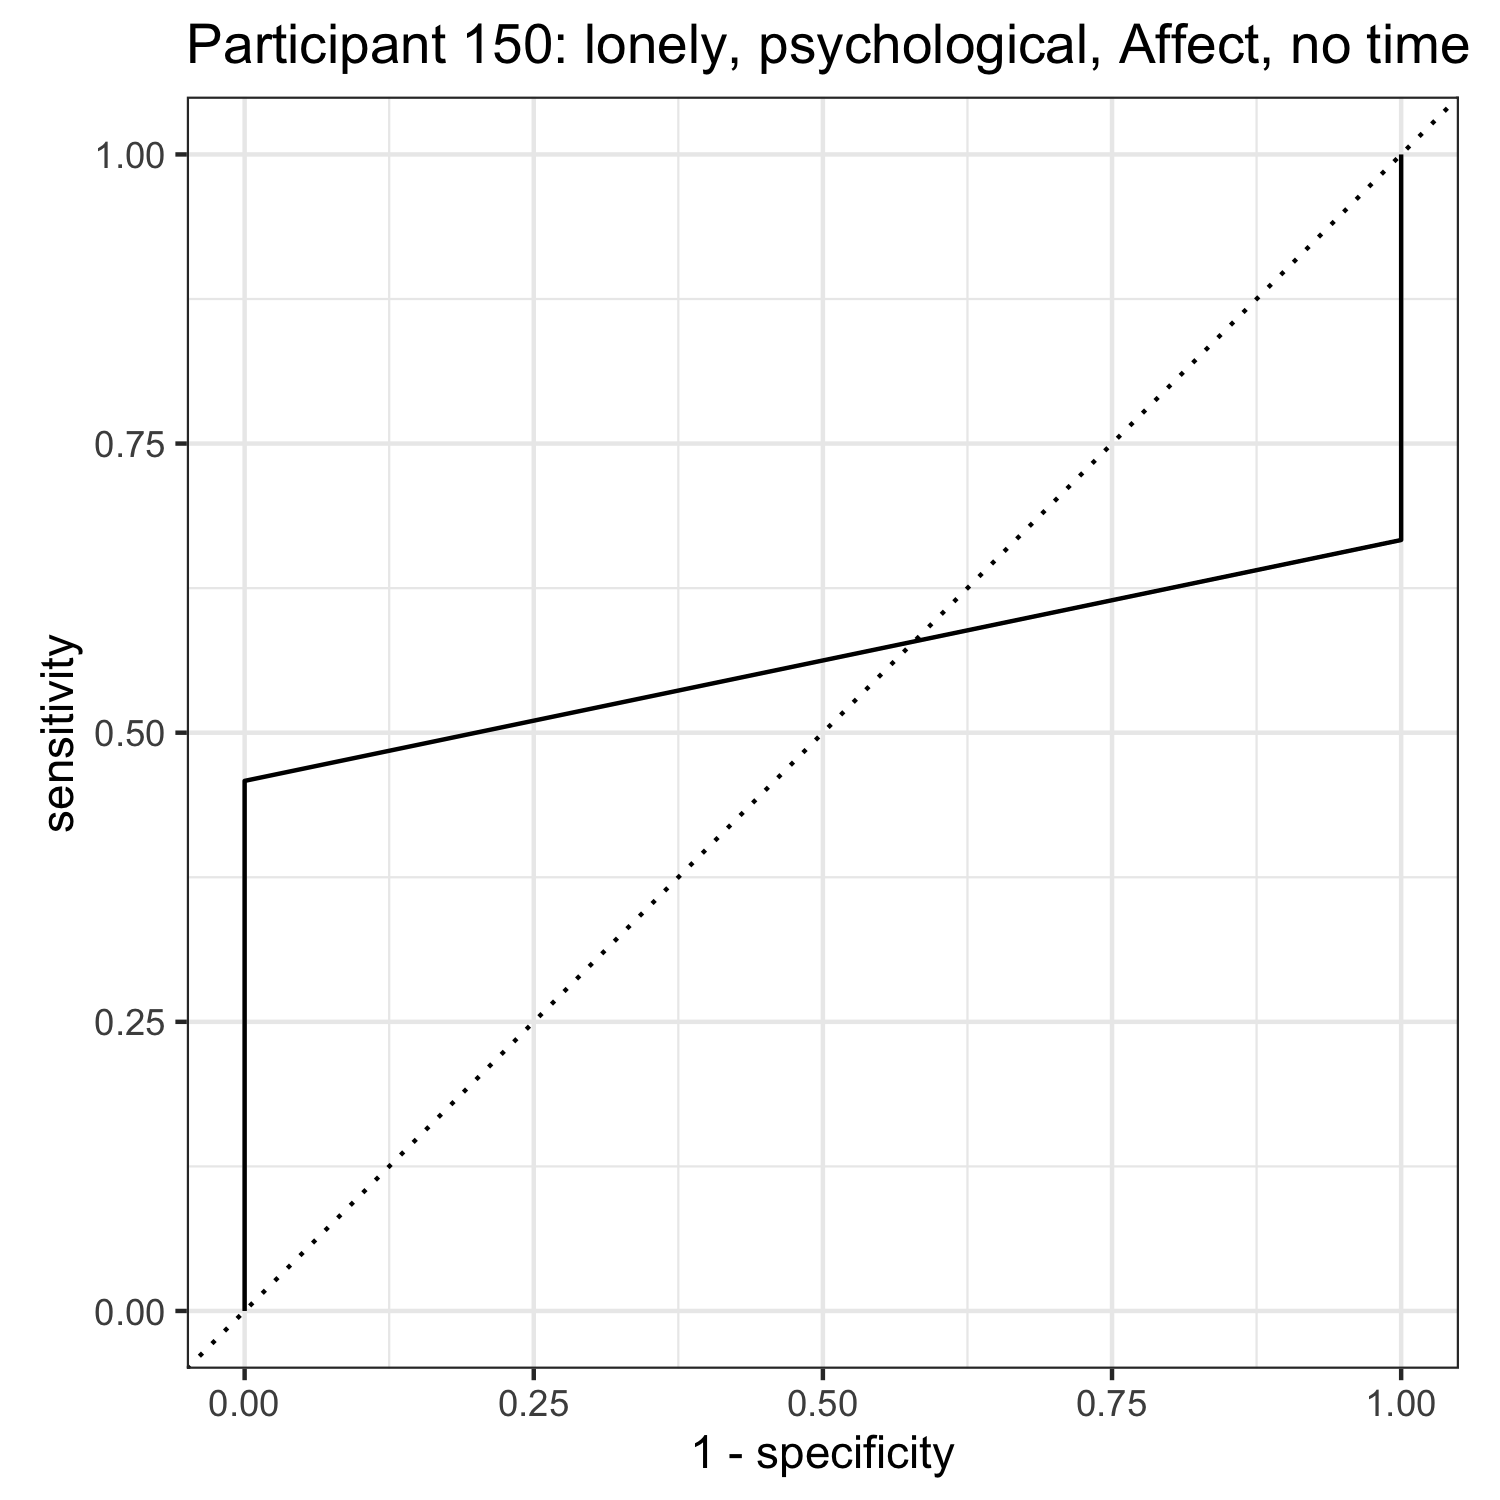 Participant 150: lonely, psychological, Affect, no time
1.00
0.75
0.50
0.25
0.00
sensitivity
0.00 0.25 0.50 0.75 1.00
1 - specificity